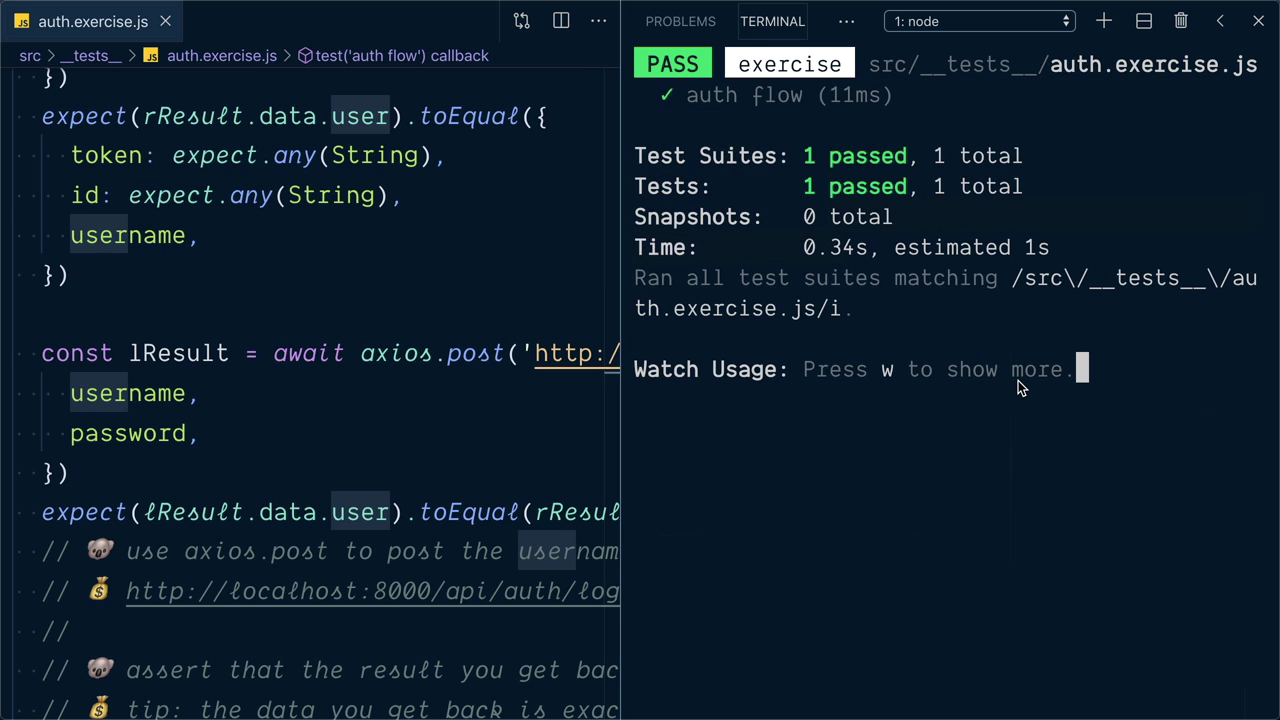 JS auth.exercise.js
src > __tests__ > JS auth.exercise.js > test('auth flow') callback
})
expect(rResult.data.user).toEqual({
token: expect.any(String),
id: expect.any(String),
username,
})
const lResult = await axios.post('http:/
username,
password,
})
expect(lResult.data.user).toEqual(rResul
// 🐨 use axios.post to post the usernam
// 💰 http://localhost:8000/api/auth/log
//
// 🐨 assert that the result you get bac
// 💰 tip: the data you get back is exac
PROBLEMS TERMINAL ··· 1: node
PASS exercise src/__tests__/auth.exercise.js
✓ auth flow (11ms)
Test Suites: 1 passed, 1 total
Tests: 1 passed, 1 total
Snapshots: 0 total
Time: 0.34s, estimated 1s
Ran all test suites matching /src\/__tests__\/au
th.exercise.js/i.
Watch Usage: Press w to show more.